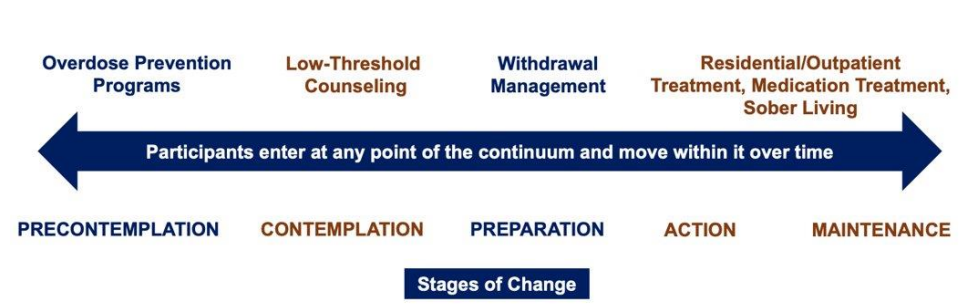 Overdose Prevention
Programs
Low-Threshold
Counseling
Withdrawal
Management
Residential/Outpatient
Treatment, Medication Treatment,
Sober Living
Participants enter at any point of the continuum and move within it over time
PRECONTEMPLATION
CONTEMPLATION
PREPARATION
ACTION
MAINTENANCE
Stages of Change